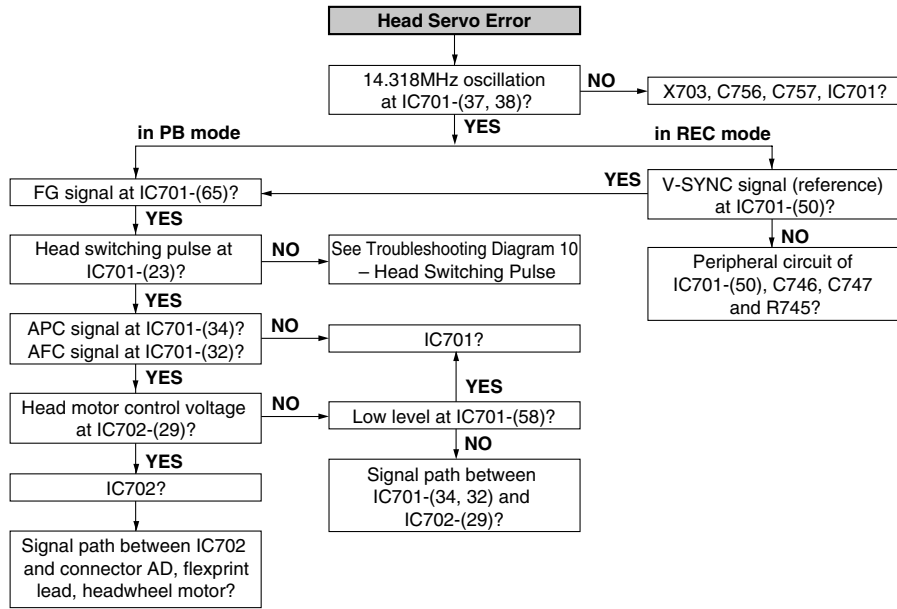 Head Servo Error
14.318MHz oscillation
at IC701-(37, 38)?
NO
X703, C756, C757, IC701?
YES
in PB mode
in REC mode
FG signal at IC701-(65)?
YES
V-SYNC signal (reference)
at IC701-(50)?
YES
NO
Head switching pulse at
IC701-(23)?
NO
See Troubleshooting Diagram 10
– Head Switching Pulse
Peripheral circuit of
IC701-(50), C746, C747
and R745?
YES
APC signal at IC701-(34)?
AFC signal at IC701-(32)?
NO
IC701?
YES
YES
Head motor control voltage
at IC702-(29)?
NO
Low level at IC701-(58)?
YES
NO
IC702?
Signal path between
IC701-(34, 32) and
IC702-(29)?
Signal path between IC702
and connector AD, flexprint
lead, headwheel motor?